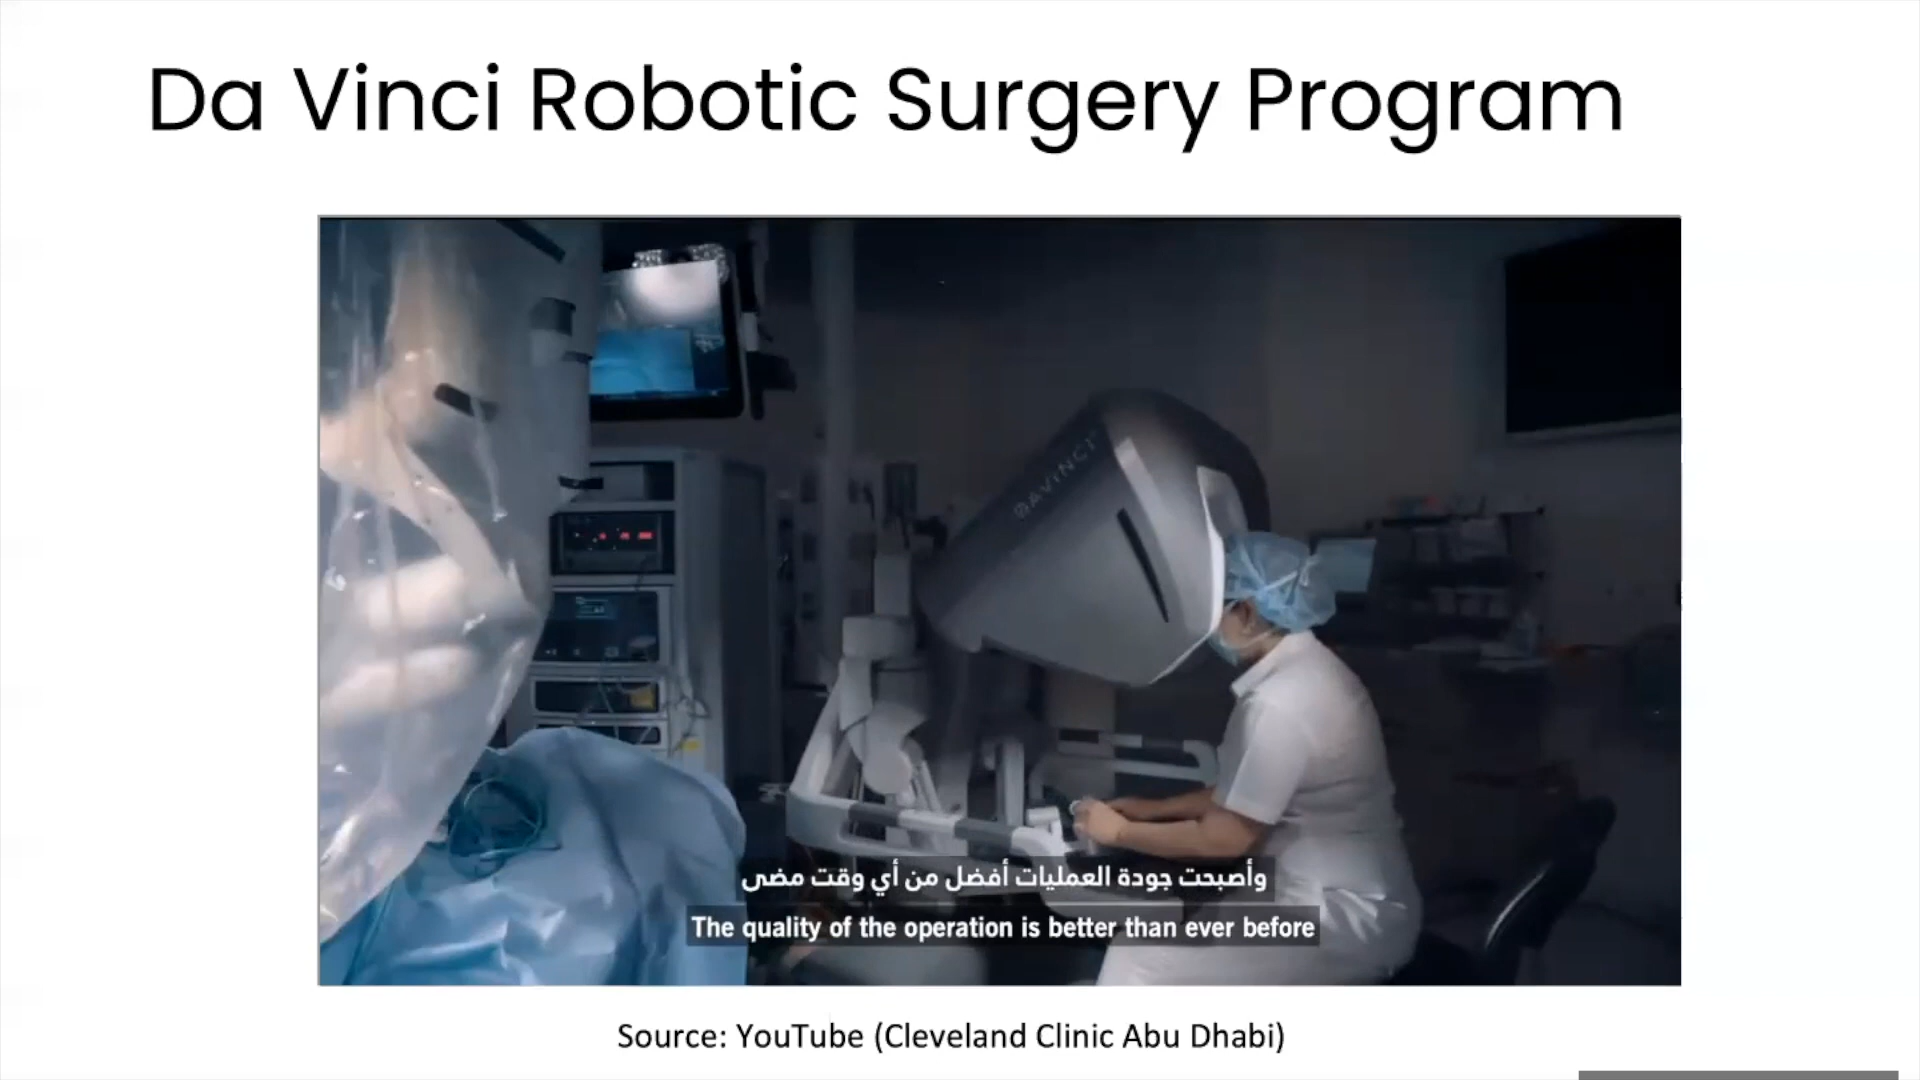 Da Vinci Robotic Surgery Program
DAVINCI
وأصبحت جودة العمليات أفضل من أي وقت مضى
The quality of the operation is better than ever before
Source: YouTube (Cleveland Clinic Abu Dhabi)